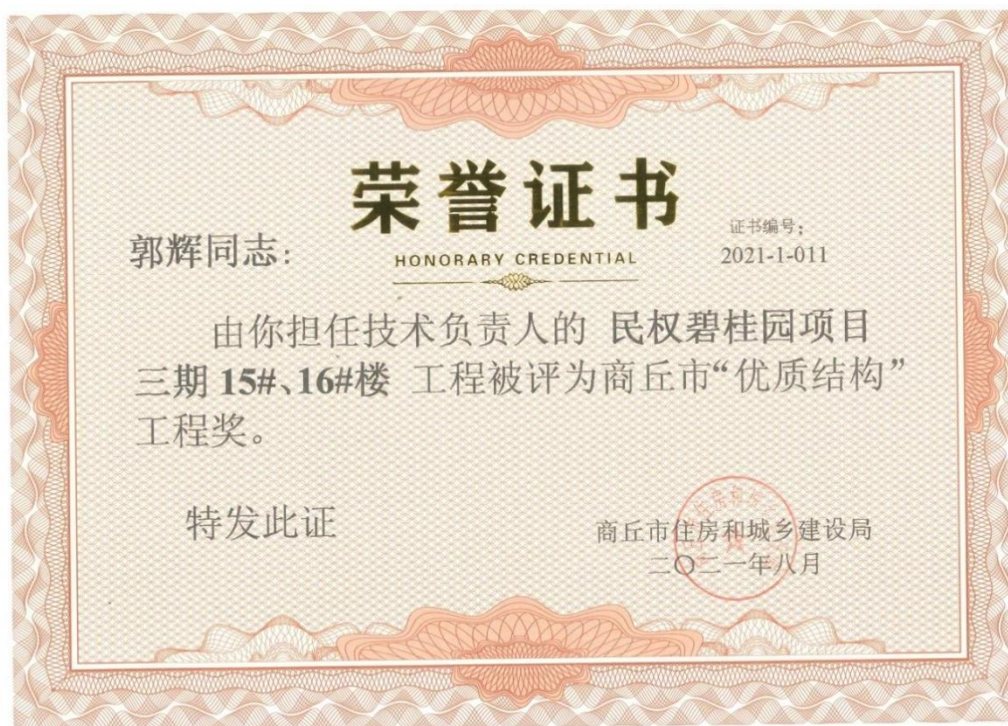 荣誉证书
HONORARY CREDENTIAL
证书编号:
2021-1-011
郭辉同志:
由你担任技术负责人的 民权碧桂园项目
三期 15#、16#楼 工程被评为商丘市“优质结构”
工程奖。
特发此证
商丘市住房和城乡建设局
二〇二一年八月